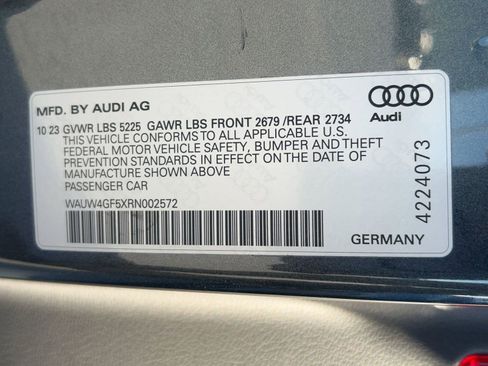 MFD. BY AUDI AG
Audi
10 23 GVWR LBS 5225 GAWR LBS FRONT 2679 /REAR 2734
THIS VEHICLE CONFORMS TO ALL APPLICABLE U.S.
FEDERAL MOTOR VEHICLE SAFETY, BUMPER AND THEFT
PREVENTION STANDARDS IN EFFECT ON THE DATE OF
MANUFACTURE SHOWN ABOVE
PASSENGER CAR
WAUW4GF5XRN002572
4224073
GERMANY